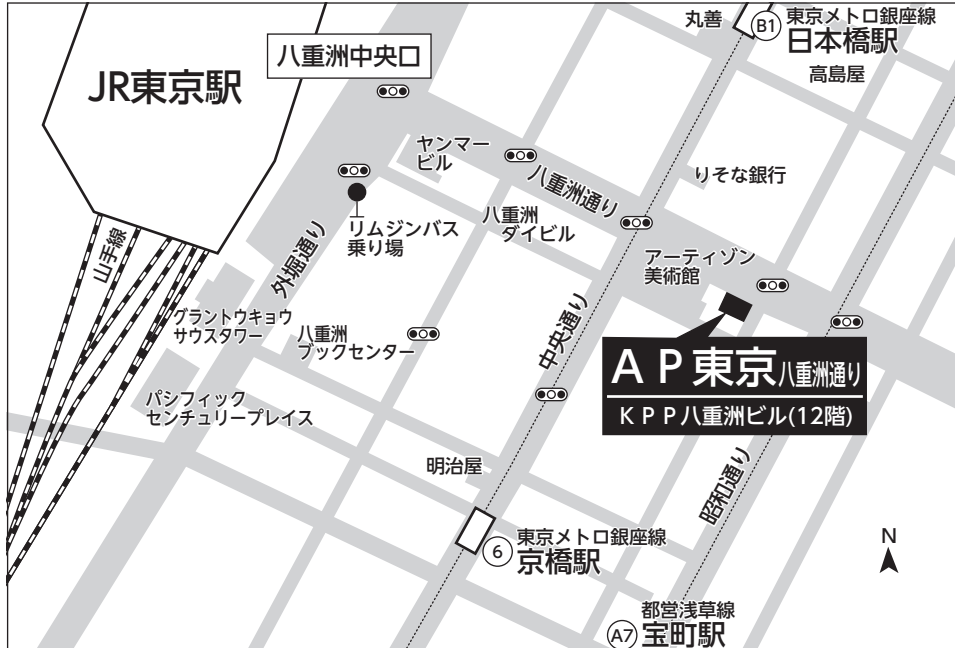 丸善
B1
東京メトロ銀座線
日本橋駅
高島屋
八重洲中央口
JR東京駅
ヤンマー
ビル
八重洲通り
りそな銀行
リムジンバス
乗り場
八重洲
ダイビル
アーティゾン
美術館
山手線
外堀通り
グラントウキョウ
サウスタワー
八重洲
ブックセンター
中央通り
AP東京八重洲通り
KPP八重洲ビル(12階)
パシフィック
センチュリープレイス
明治屋
昭和通り
6
東京メトロ銀座線
京橋駅
N
A7
都営浅草線
宝町駅